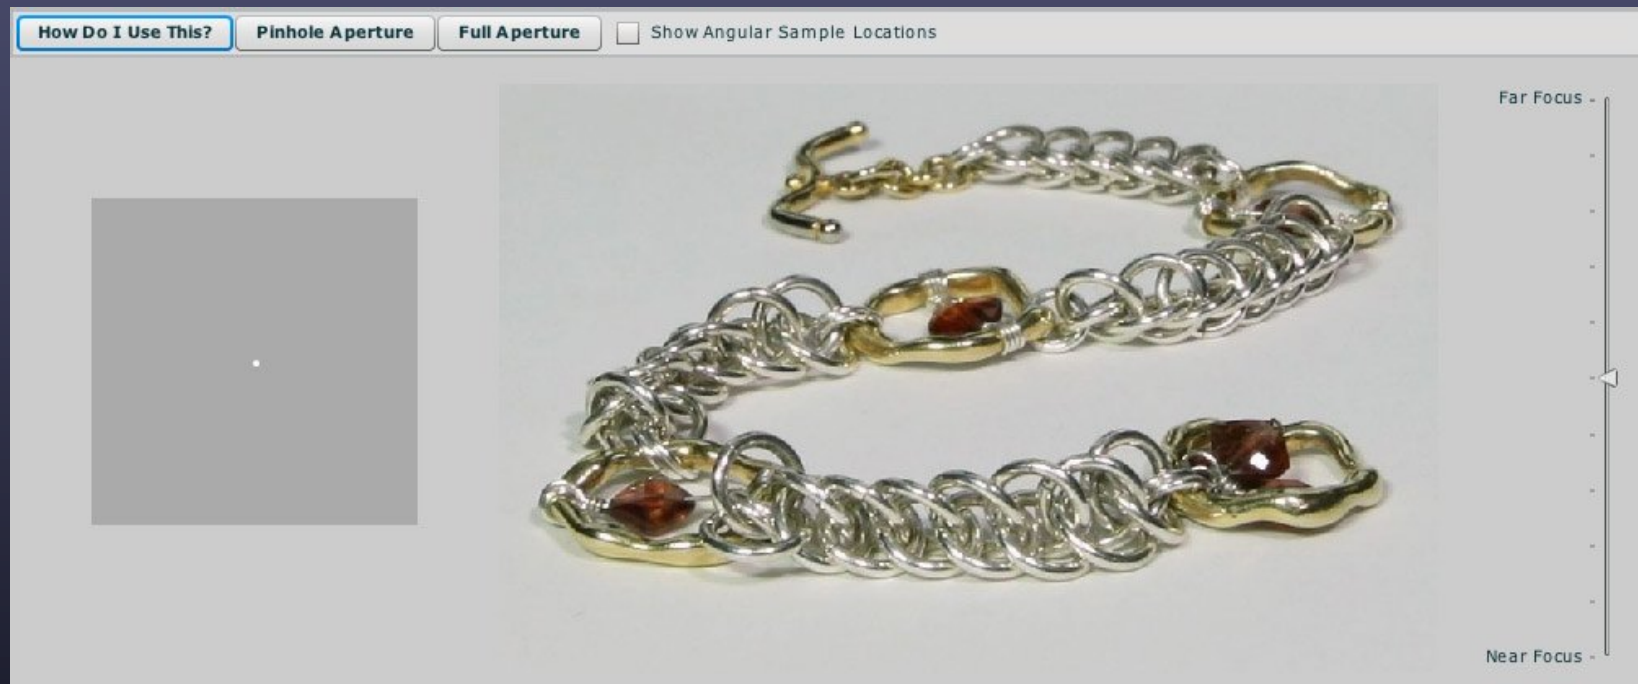 How Do I Use This? Pinhole Aperture Full Aperture Show Angular Sample Locations
Far Focus
Near Focus